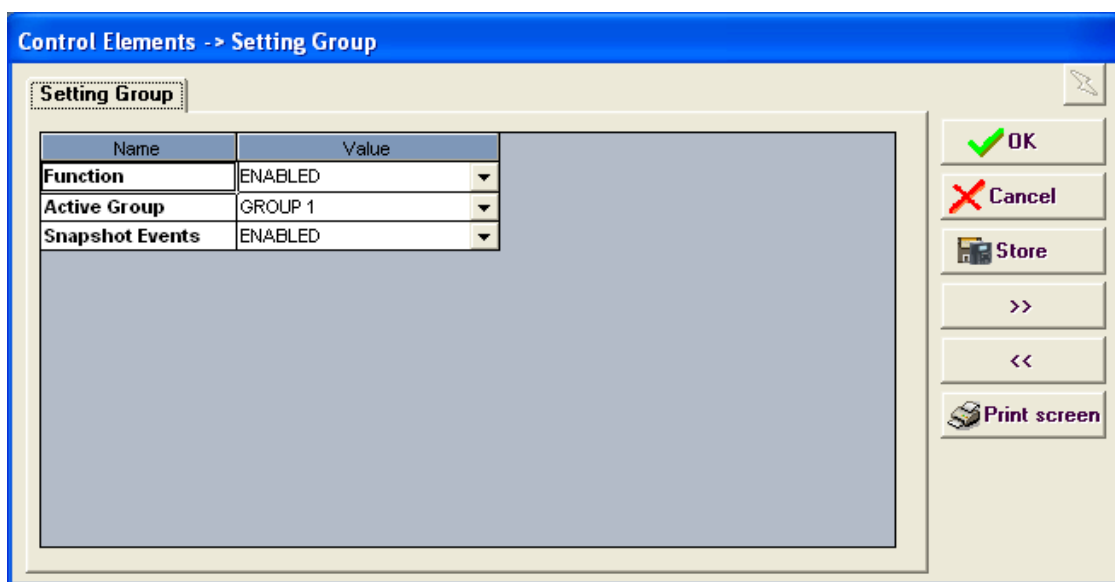 Control Elements -> Setting Group
Setting Group
Name Value
Function ENABLED
Active Group GROUP 1
Snapshot Events ENABLED
OK
Cancel
Store
>>
<<
Print screen